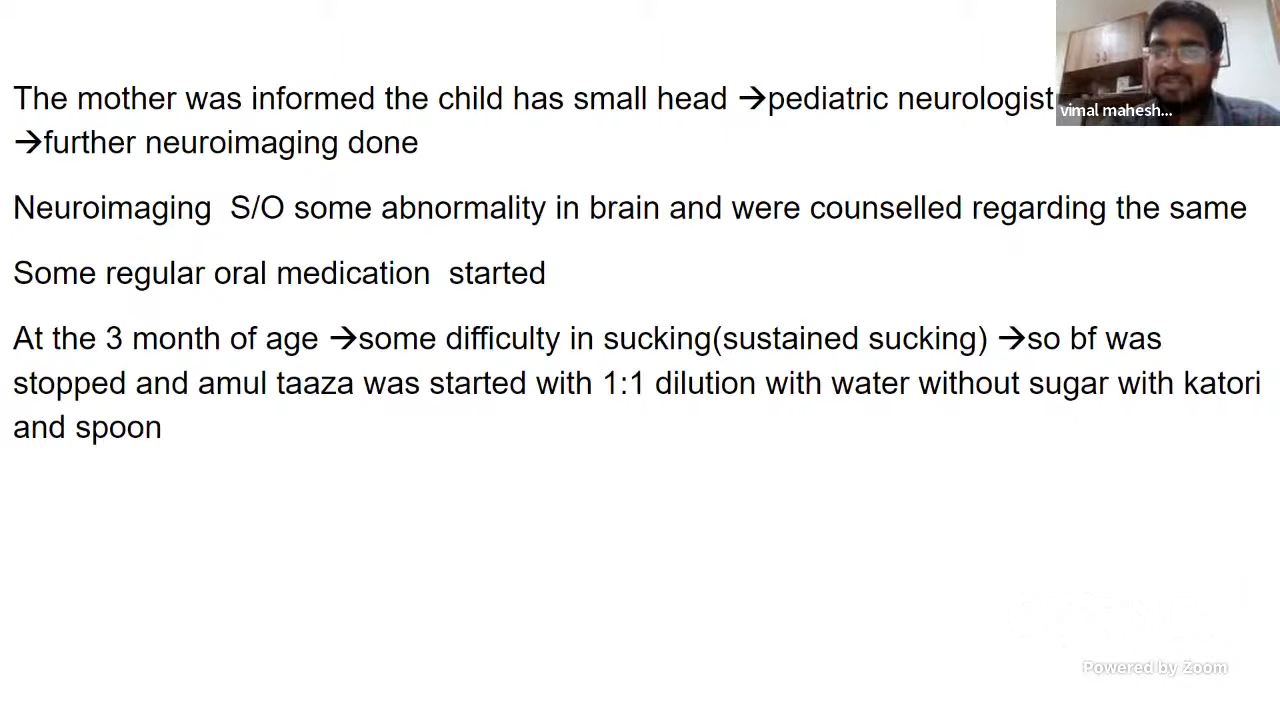 The mother was informed the child has small head →pediatric neurologist
vimal mahesh...
→further neuroimaging done
Neuroimaging  S/O some abnormality in brain and were counselled regarding the same
Some regular oral medication  started
At the 3 month of age →some difficulty in sucking(sustained sucking) →so bf was
stopped and amul taaza was started with 1:1 dilution with water without sugar with katori
and spoon
Powered by Zoom